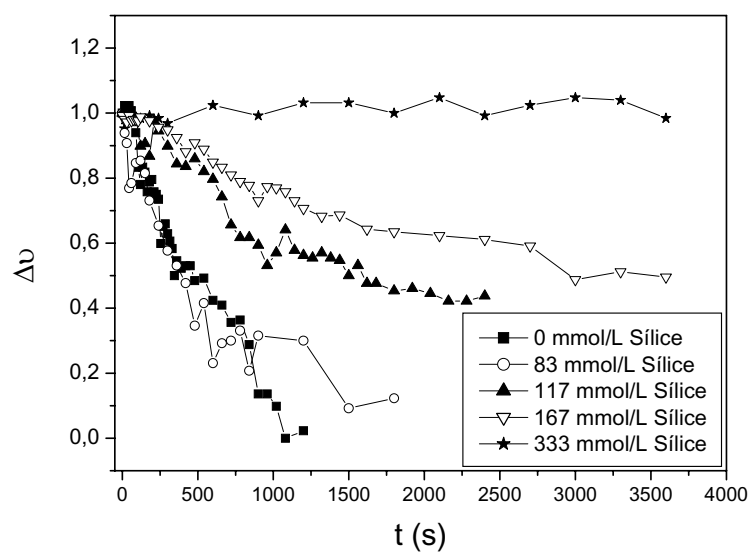 1,2
1,0
0,8
0,6
0,4
0,2
0,0
Δυ
0 mmol/L Sílice
83 mmol/L Sílice
117 mmol/L Sílice
167 mmol/L Sílice
333 mmol/L Sílice
0 500 1000 1500 2000 2500 3000 3500 4000
t (s)